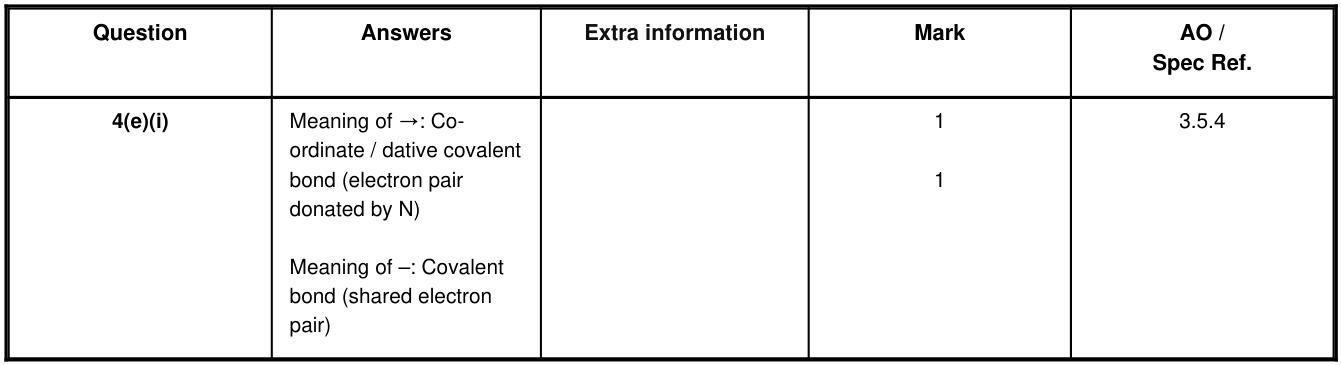 Question Answers Extra information Mark AO /
Spec Ref.
4(e)(i) Meaning of →: Co- 1 3.5.4
ordinate / dative covalent
bond (electron pair 1
donated by N)
Meaning of –: Covalent
bond (shared electron
pair)